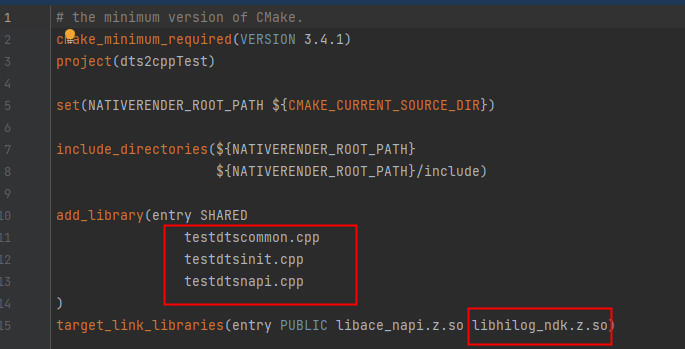 1 # the minimum version of CMake.
2 cmake_minimum_required(VERSION 3.4.1)
3 project(dts2cppTest)
4
5 set(NATIVERENDER_ROOT_PATH ${CMAKE_CURRENT_SOURCE_DIR})
6
7 include_directories(${NATIVERENDER_ROOT_PATH}
8 ${NATIVERENDER_ROOT_PATH}/include)
9
10 add_library(entry SHARED
11 testdtscommon.cpp
12 testdtsinit.cpp
13 testdtsnapi.cpp
14 )
15 target_link_libraries(entry PUBLIC libace_napi.z.so libhilog_ndk.z.so)